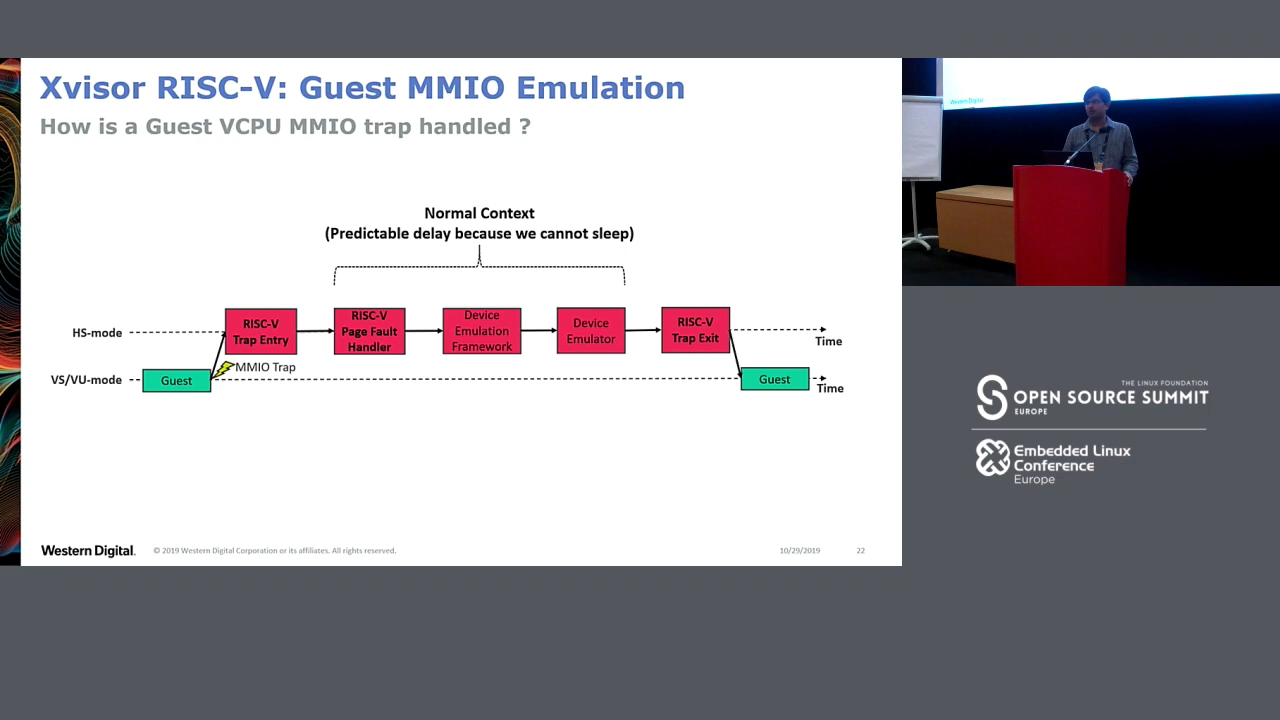 Xvisor RISC-V: Guest MMIO Emulation
How is a Guest VCPU MMIO trap handled ?
Normal Context
(Predictable delay because we cannot sleep)
HS-mode
RISC-V
Trap Entry
RISC-V
Page Fault
Handler
Device
Emulation
Framework
Device
Emulator
RISC-V
Trap Exit
Time
VS/VU-mode
Guest
MMIO Trap
Guest
Time
Western Digital.
© 2019 Western Digital Corporation or its affiliates. All rights reserved.
10/29/2019
22
Western Digital
THE LINUX FOUNDATION
OPEN SOURCE SUMMIT
EUROPE
Embedded Linux
Conference
Europe